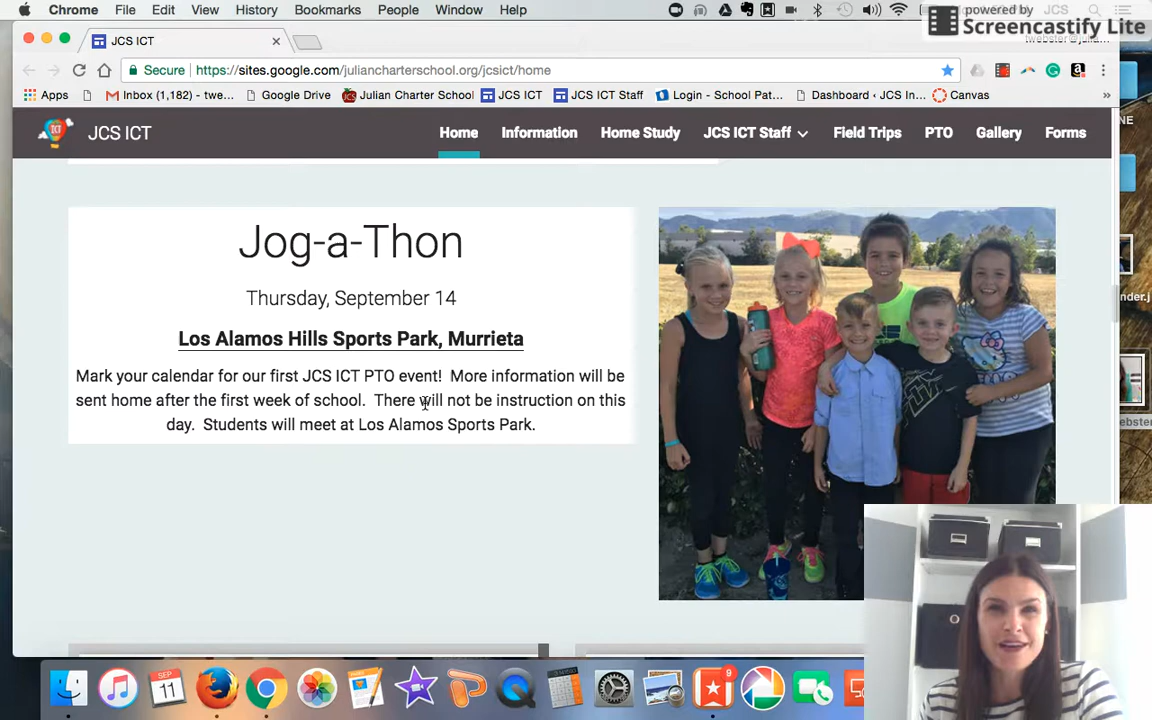 Chrome File Edit View History Bookmarks People Window Help
powered by
Screencastify Lite
JCS ICT
Secure https://sites.google.com/juliancharterschool.org/jcsict/home
Apps Inbox (1,182) - twe... Google Drive Julian Charter School JCS ICT JCS ICT Staff Login - School Pat... Dashboard ‹ JCS In... Canvas »
JCS ICT Home Information Home Study JCS ICT Staff Field Trips PTO Gallery Forms
Jog-a-Thon
Thursday, September 14
Los Alamos Hills Sports Park, Murrieta
Mark your calendar for our first JCS ICT PTO event! More information will be
sent home after the first week of school. There will not be instruction on this
day. Students will meet at Los Alamos Sports Park.
SEP
11
9